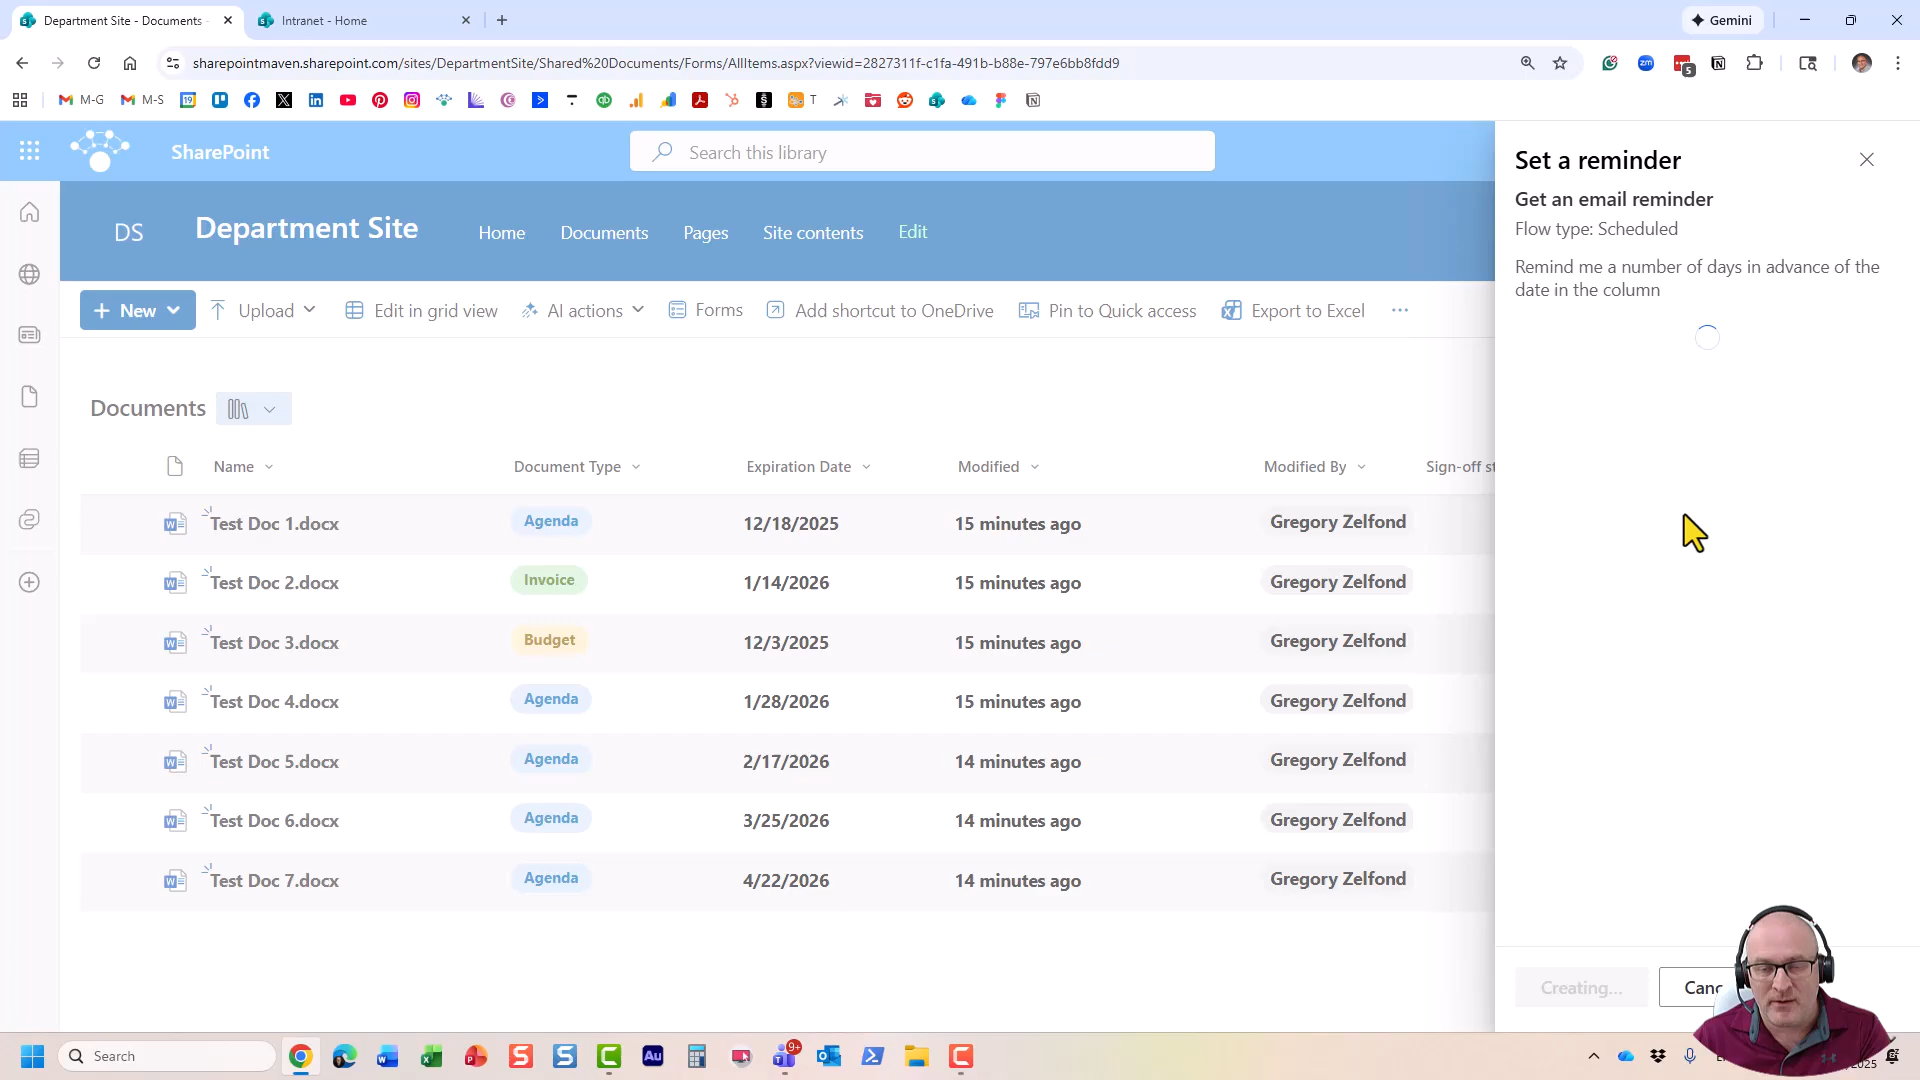 Department Site - Documents -
Intranet - Home
Gemini
sharepointmaven.sharepoint.com/sites/DepartmentSite/Shared%20Documents/Forms/AllItems.aspx?viewid=2827311f-c1fa-491b-b88e-797e6bb8fdd9
M-G
M-S
T
SharePoint
Search this library
DS
Department Site
Home
Documents
Pages
Site contents
Edit
New
Upload
Edit in grid view
AI actions
Forms
Add shortcut to OneDrive
Pin to Quick access
Export to Excel
Documents
Name
Document Type
Expiration Date
Modified
Modified By
Sign-off st
Test Doc 1.docx
Agenda
12/18/2025
15 minutes ago
Gregory Zelfond
Test Doc 2.docx
Invoice
1/14/2026
15 minutes ago
Gregory Zelfond
Test Doc 3.docx
Budget
12/3/2025
15 minutes ago
Gregory Zelfond
Test Doc 4.docx
Agenda
1/28/2026
15 minutes ago
Gregory Zelfond
Test Doc 5.docx
Agenda
2/17/2026
14 minutes ago
Gregory Zelfond
Test Doc 6.docx
Agenda
3/25/2026
14 minutes ago
Gregory Zelfond
Test Doc 7.docx
Agenda
4/22/2026
14 minutes ago
Gregory Zelfond
Set a reminder
Get an email reminder
Flow type: Scheduled
Remind me a number of days in advance of the
date in the column
Creating...
Canc
Search
9+